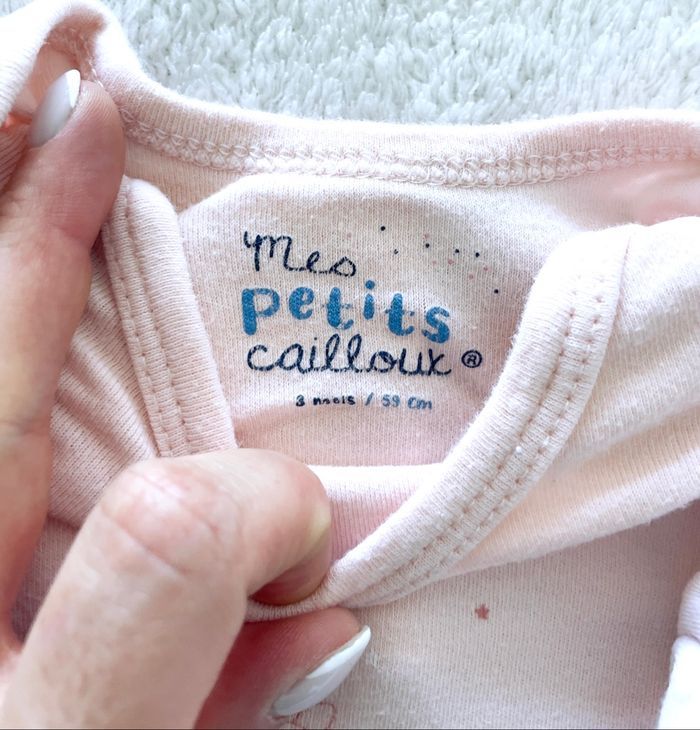 mes
petits
cailloux®
3 mois / 59 cm